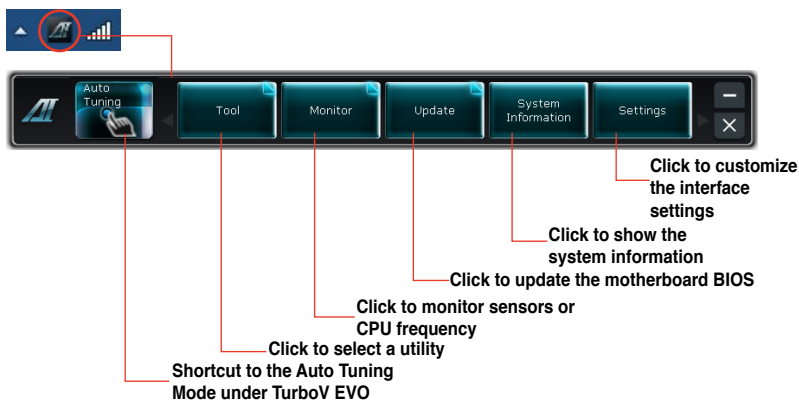 Auto
Tuning
Tool
Monitor
Update
System
Information
Settings
Click to customize
the interface
settings
Click to show the
system information
Click to update the motherboard BIOS
Click to monitor sensors or
CPU frequency
Click to select a utility
Shortcut to the Auto Tuning
Mode under TurboV EVO